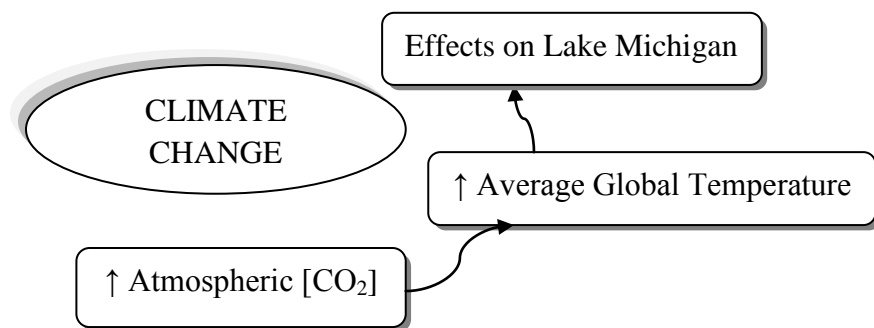 Effects on Lake Michigan
CLIMATE
CHANGE
↑ Average Global Temperature
↑ Atmospheric [CO₂]